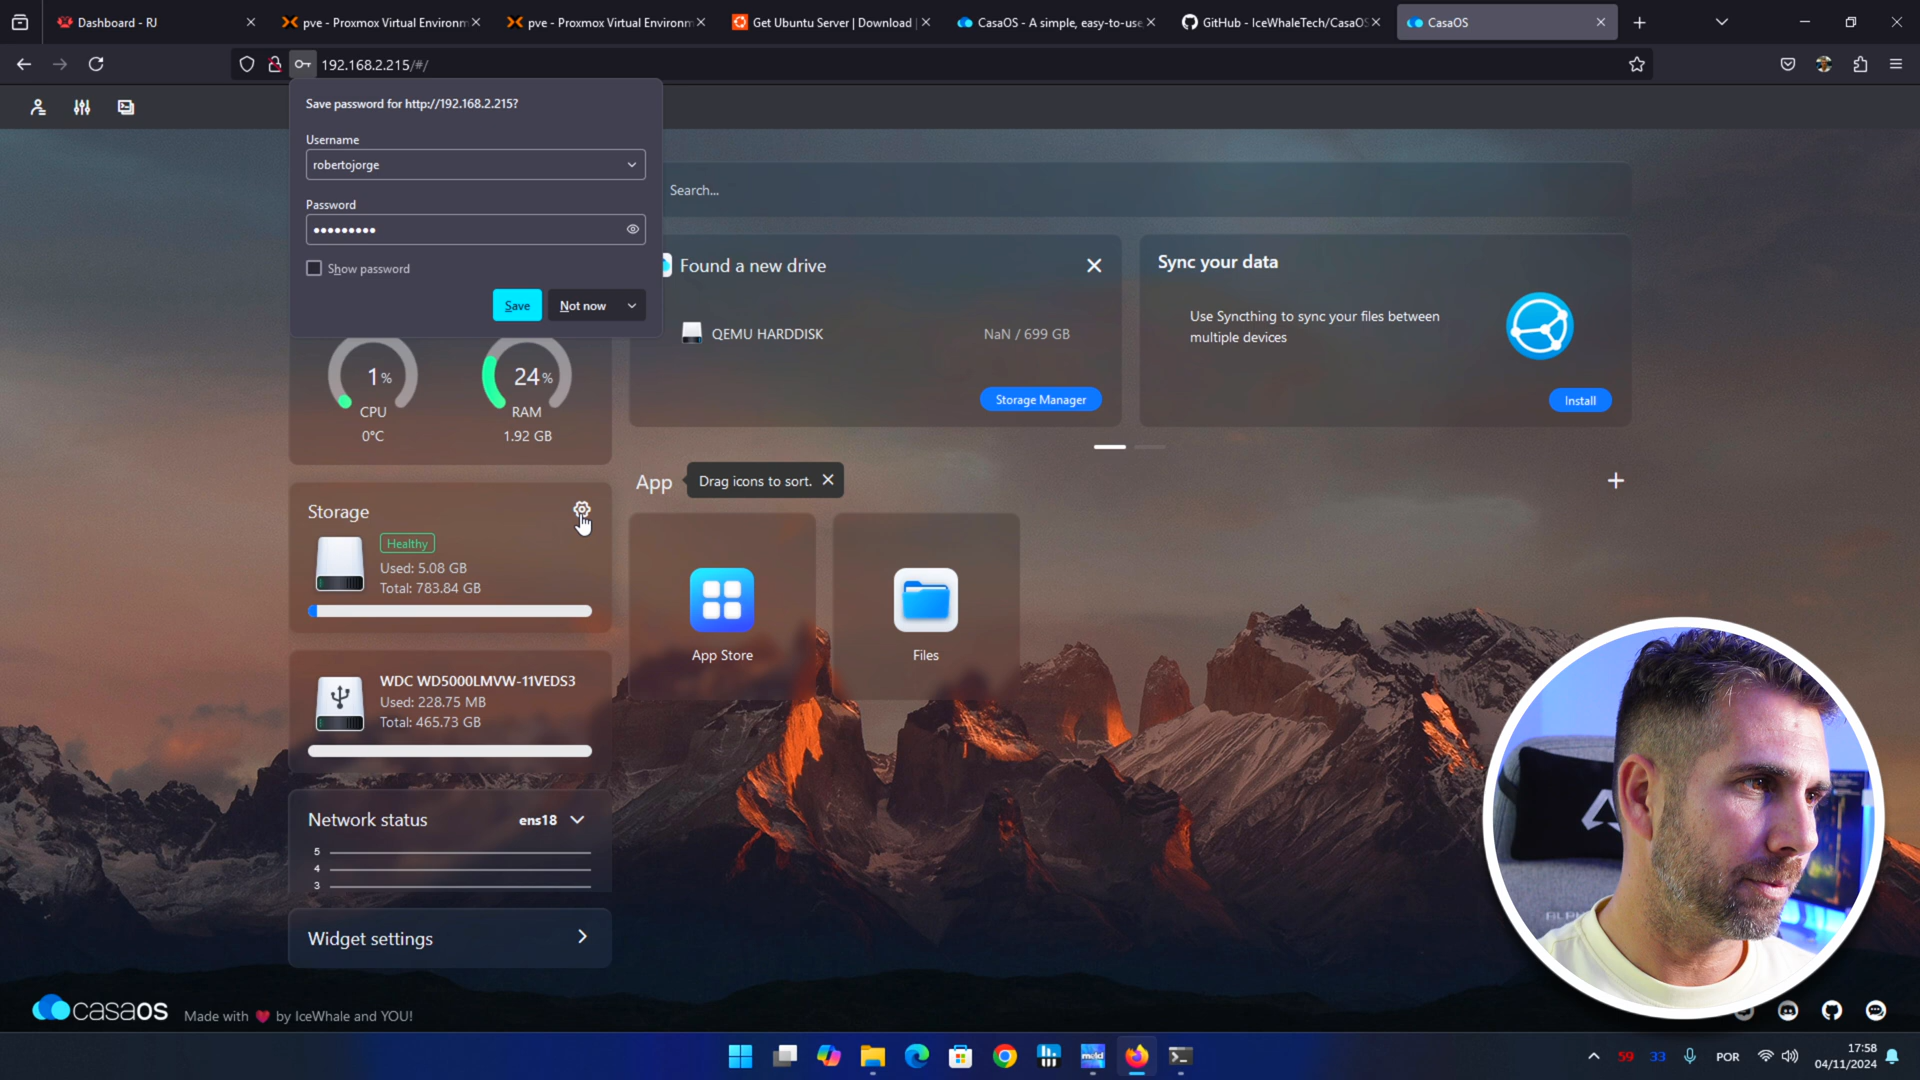 Dashboard - RJ
pve - Proxmox Virtual Environm
pve - Proxmox Virtual Environm
Get Ubuntu Server | Download |
CasaOS - A simple, easy-to-use,
GitHub - IceWhaleTech/CasaOS
CasaOS
192.168.2.215/#/
Save password for http://192.168.2.215?
Username
robertojorge
Password
Show password
Save
Not now
Search...
Found a new drive
QEMU HARDDISK
NaN / 699 GB
Storage Manager
Sync your data
Use Syncthing to sync your files between
multiple devices
Install
1%
CPU
0°C
24%
RAM
1.92 GB
App
Drag icons to sort.
App Store
Files
Storage
Healthy
Used: 5.08 GB
Total: 783.84 GB
WDC WD5000LMVW-11VEDS3
Used: 228.75 MB
Total: 465.73 GB
Network status
ens18
5
4
3
Widget settings
casaOS
Made with ❤ by IceWhale and YOU!
59
33
POR
17:58
04/11/2024